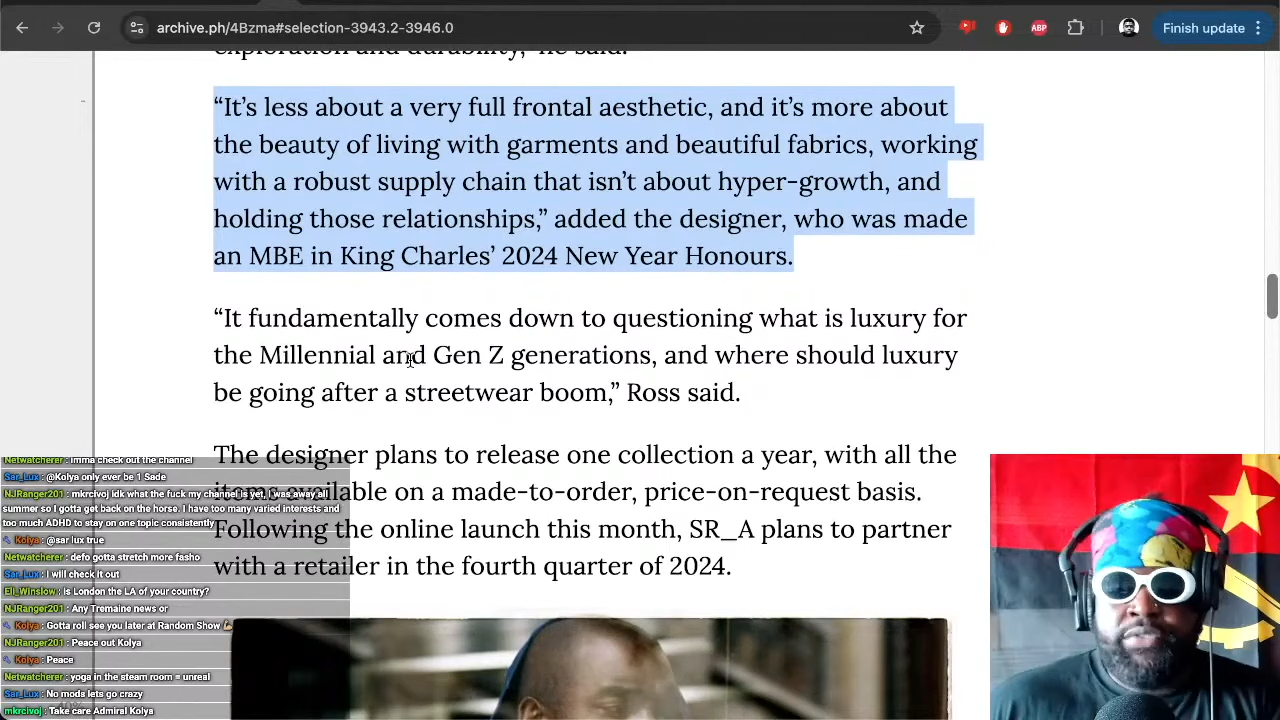 archive.ph/4Bzma#selection-3943.2-3946.0
ABP
Finish update
exploration and durability,” he said.
“It’s less about a very full frontal aesthetic, and it’s more about
the beauty of living with garments and beautiful fabrics, working
with a robust supply chain that isn’t about hyper-growth, and
holding those relationships,” added the designer, who was made
an MBE in King Charles’ 2024 New Year Honours.
“It fundamentally comes down to questioning what is luxury for
the Millennial and Gen Z generations, and where should luxury
be going after a streetwear boom,” Ross said.
The designer plans to release one collection a year, with all the
items available on a made-to-order, price-on-request basis.
Following the online launch this month, SR_A plans to partner
with a retailer in the fourth quarter of 2024.
Netwatcherer : imma check out the channel
Sar_Lux : @Kolya only ever be 1 Sade
NJRanger201 : mkrcivoj idk what the fuck my channel is yet, I was away all
summer so I gotta get back on the horse. I have too many varied interests and
too much ADHD to stay on one topic consistently
Kolya : @sar lux true
Netwatcherer : defo gotta stretch more fasho
Sar_Lux : I will check it out
Eli_Winslow : Is London the LA of your country?
NJRanger201 : Any Tremaine news or
Kolya : Gotta roll see you later at Random Show
NJRanger201 : Peace out Kolya
Kolya : Peace
Netwatcherer : yoga in the steam room = unreal
Sar_Lux : No mods lets go crazy
mkrcivoj : Take care Admiral Kolya